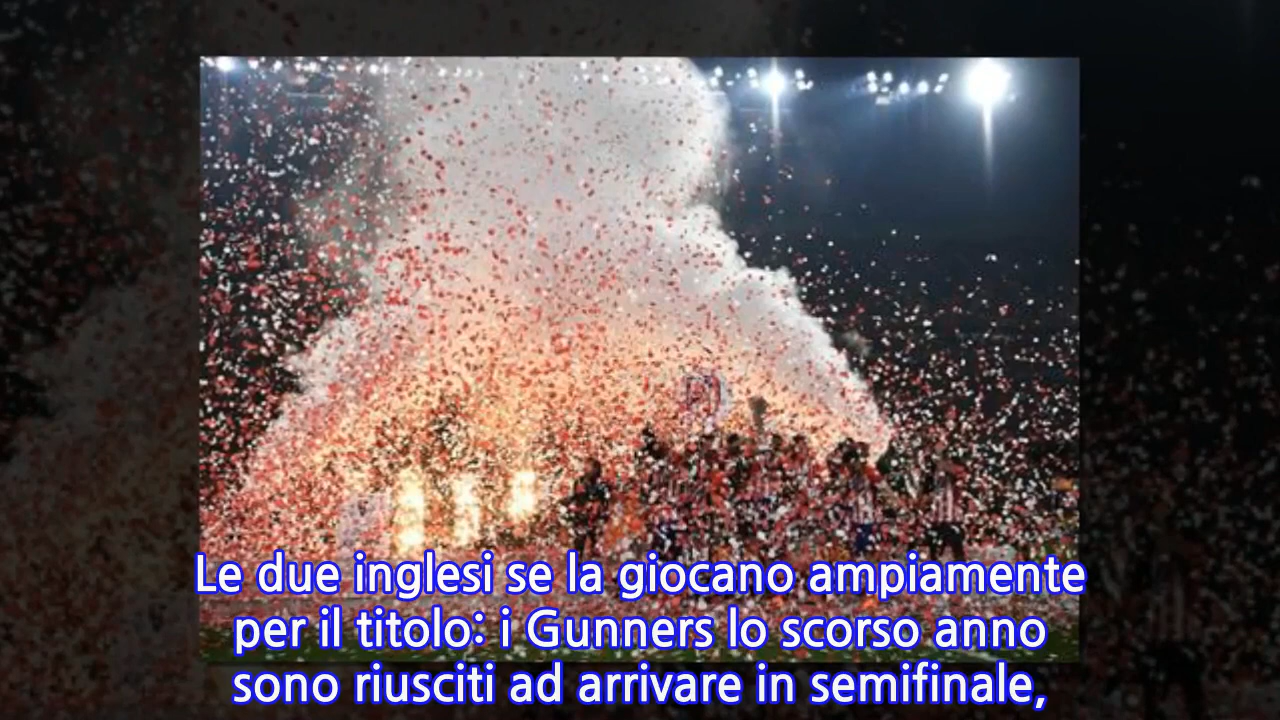 Le due inglesi se la giocano ampiamente
per il titolo: i Gunners lo scorso anno
sono riusciti ad arrivare in semifinale,